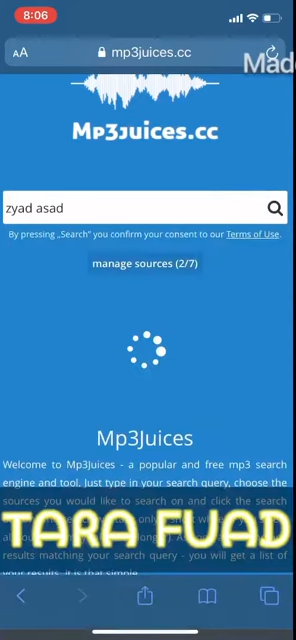 8:06
AA mp3juices.cc
Made
Mp3Juices.cc
zyad asad
By pressing „Search" you confirm your consent to our Terms of Use.
manage sources (2/7)
Mp3Juices
Welcome to Mp3Juices - a popular and free mp3 search
engine and tool. Just type in your search query, choose the
sources you would like to search on and click the search
TARA FUAD
results matching your search query - you will get a list of
your results. It is that simple.